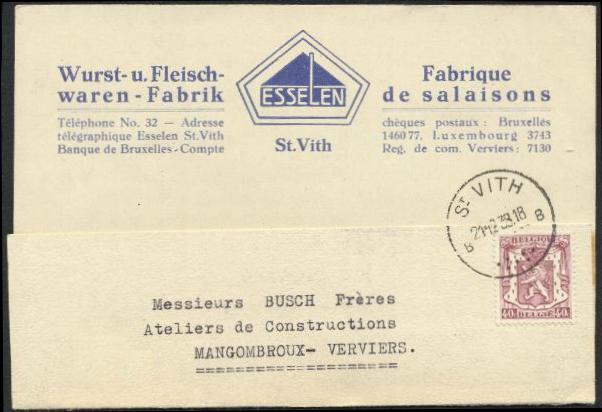 Wurst- u. Fleisch-
waren - Fabrik
Téléphone No. 32 — Adresse
télégraphique Esselen St.Vith
Banque de Bruxelles - Compte
ESSELEN
St.Vith
Fabrique
de salaisons
chèques postaux : Bruxelles
146077, Luxembourg 3743
Reg. de com. Verviers : 7130
ST VITH
B B
BELGIQUE
40 BELGIE 40
Messieurs BUSCH Frères
Ateliers de Constructions
MANGOMBROUX- VERVIERS.